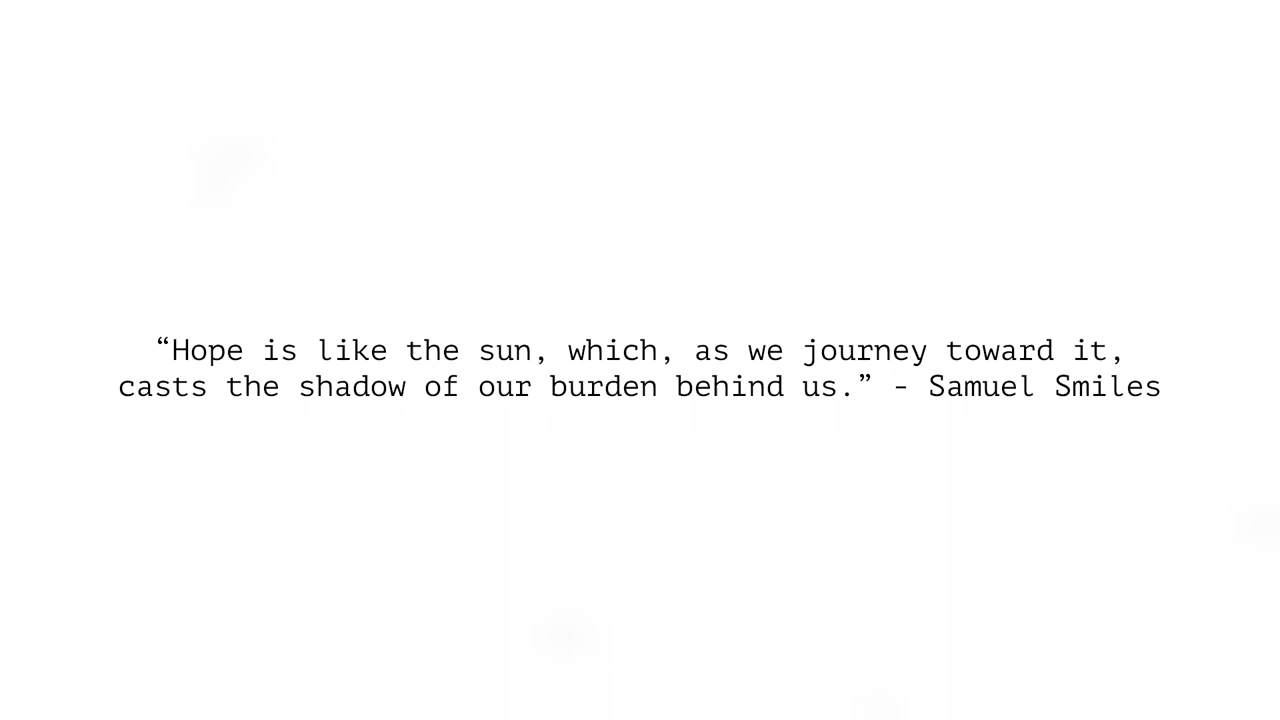 “Hope is like the sun, which, as we journey toward it,
casts the shadow of our burden behind us.” - Samuel Smiles